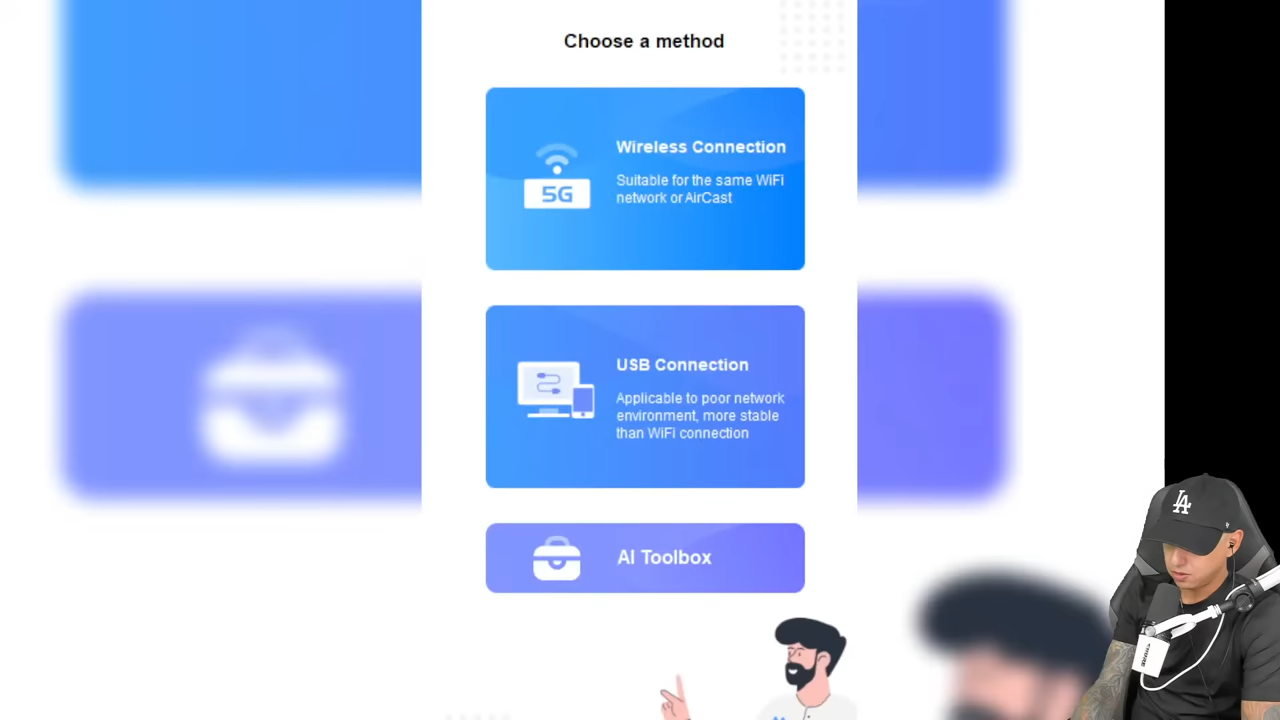 Choose a method
Wireless Connection
Suitable for the same WiFi
network or AirCast
5G
USB Connection
Applicable to poor network
environment, more stable
than WiFi connection
AI Toolbox
LA